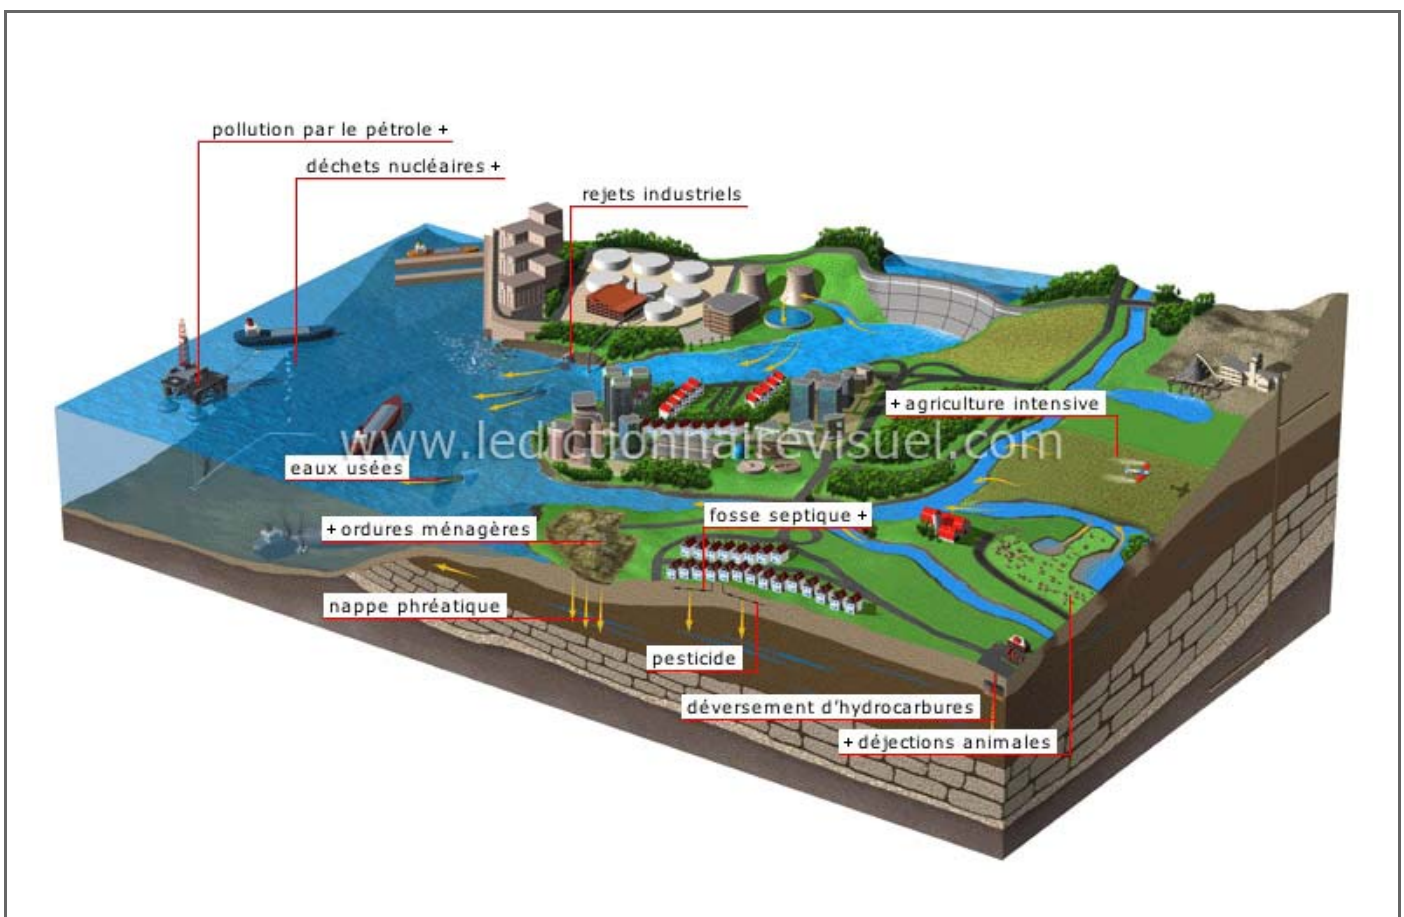 pollution par le pétrole +
déchets nucléaires +
rejets industriels
+ agriculture intensive
www.ledictionnairevisuel.com
eaux usées
+ ordures ménagères
fosse septique +
nappe phréatique
pesticide
déversement d'hydrocarbures
+ déjections animales